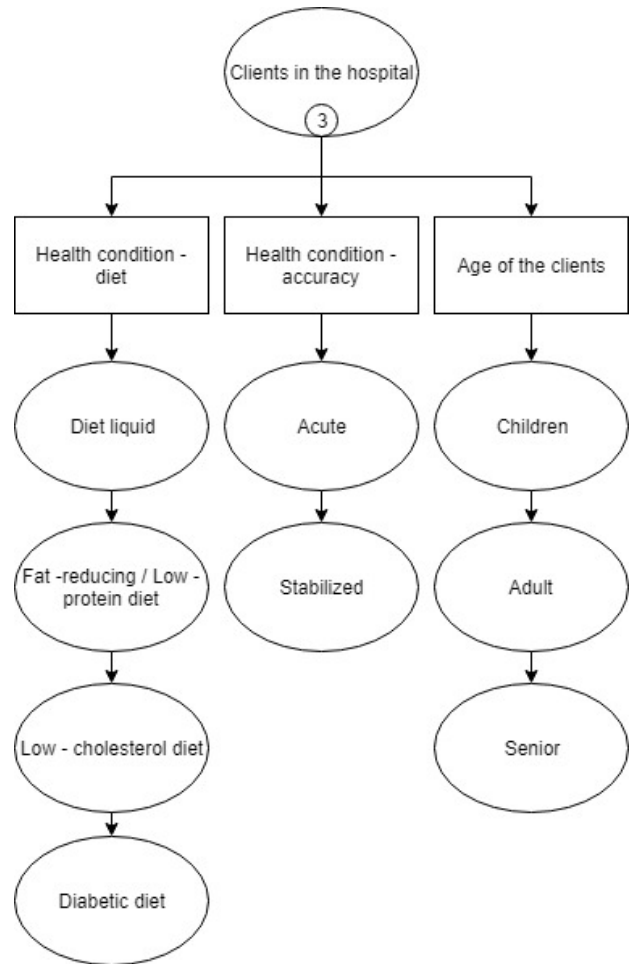 Clients in the hospital
3
Health condition -
diet
Health condition -
accuracy
Age of the clients
Diet liquid
Acute
Children
Fat -reducing / Low -
protein diet
Stabilized
Adult
Low - cholesterol diet
Senior
Diabetic diet